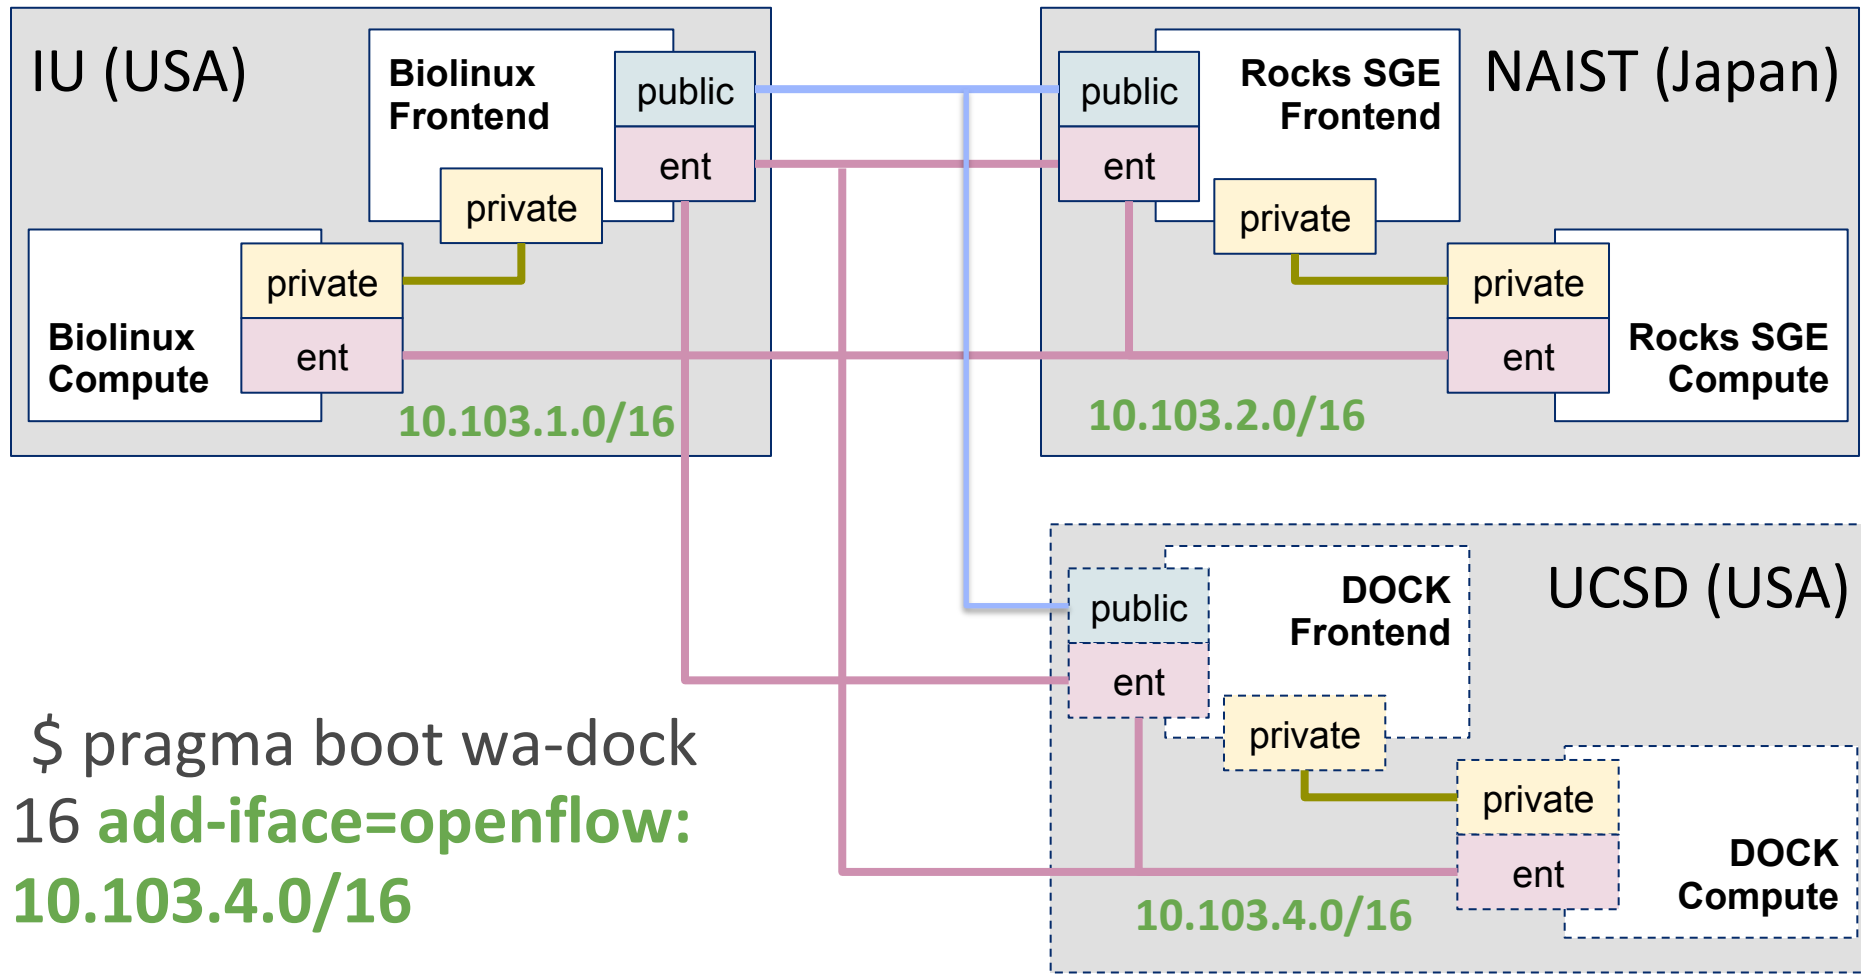 IU (USA)
Biolinux
Frontend
public
ent
private
private
ent
Biolinux
Compute
10.103.1.0/16
NAIST (Japan)
public
ent
Rocks SGE
Frontend
private
private
ent
Rocks SGE
Compute
10.103.2.0/16
UCSD (USA)
public
ent
DOCK
Frontend
private
private
ent
DOCK
Compute
10.103.4.0/16
$ pragma boot wa-dock
16 add-iface=openflow:
10.103.4.0/16